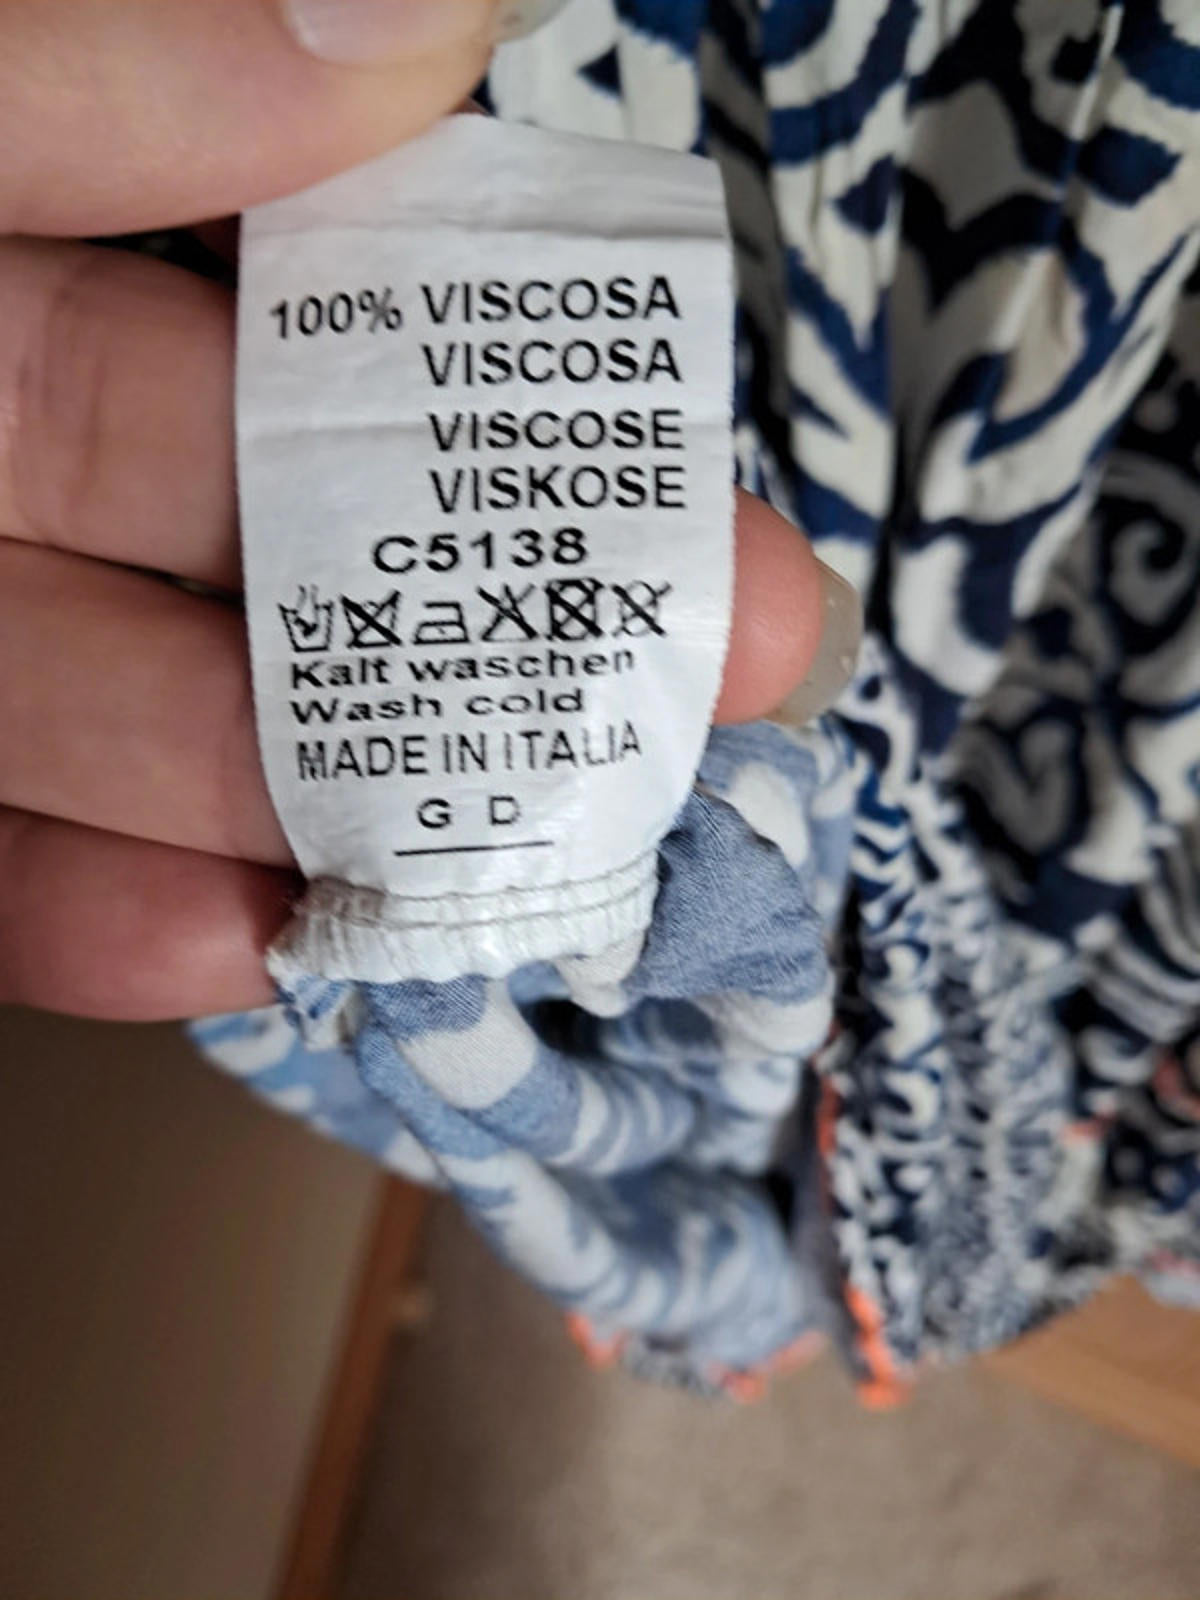 100% VISCOSA
VISCOSA
VISCOSE
VISKOSE
C5138
Kalt waschen
Wash cold
MADE IN ITALIA
G D